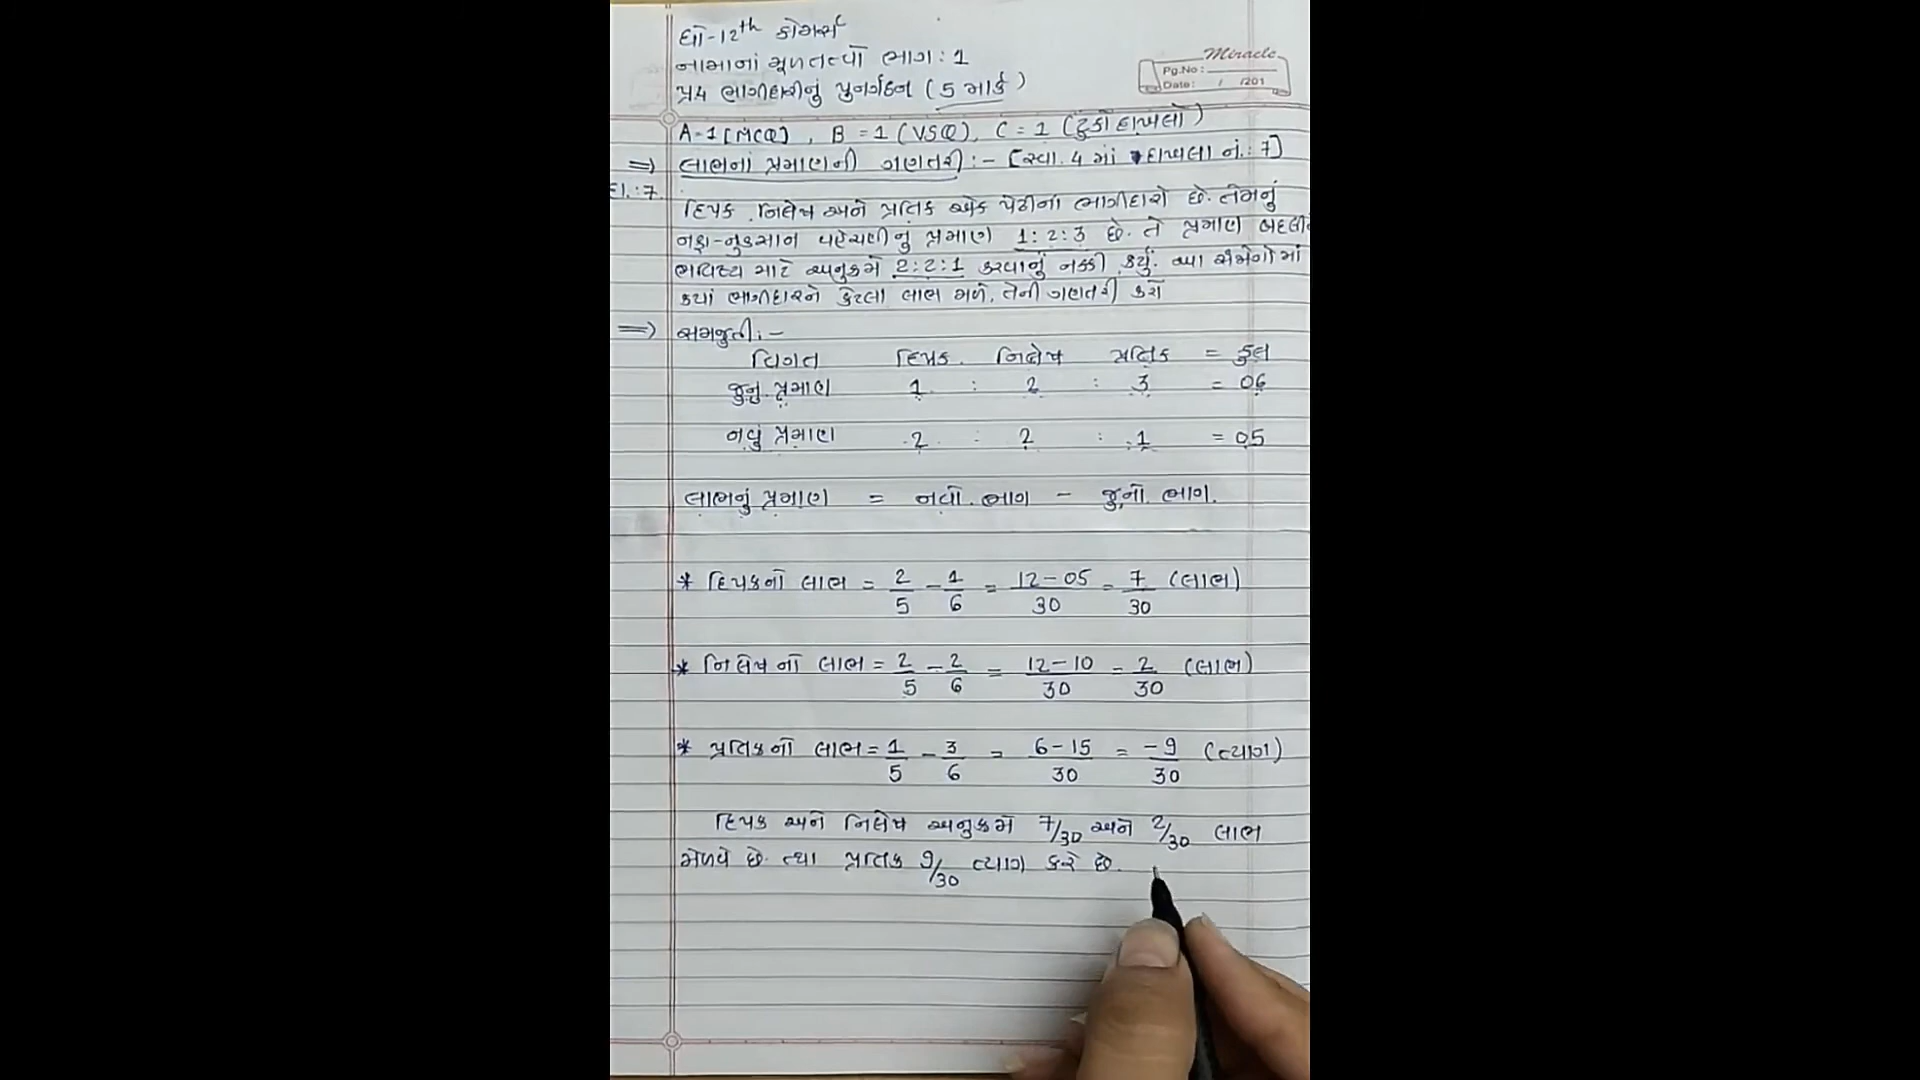 ધો-12th કોમર્સ
નામાનાં મૂળતત્વો ભાગ : 1
પ્ર4 ભાગીદારીનું પુનર્ગઠન (5 માર્ક)
Miracle
Pg.No :
Date : / /201
A-1 [MCQ] , B = 1 (VSQ), C = 1 (ટુંકો દાખલો)
⇒) લાભનાં પ્રમાણની ગણતરી :- [સ્વા. 4 માં દાખલા નં.: 7]
દા.: 7
દિપક, નિલેષ અને પ્રતિક એક પેઢીના ભાગીદારો છે. તેમનું
નફા-નુકસાન વહેંચણીનું પ્રમાણ 1:2:3 છે. તે પ્રમાણ બદલી
ભવિષ્ય માટે અનુક્રમે 2:2:1 કરવાનું નક્કી કર્યું. આ સંજોગોમાં
કયાં ભાગીદારને કેટલા લાભ મળે, તેની ગણતરી કરો
⇒) સમજુતી :-
વિગત દિપક નિલેષ પ્રતિક = કુલ
જુનુ પ્રમાણ 1 : 2 : 3 = 06
નવું પ્રમાણ 2 : 2 : 1 = 05
લાભનું પ્રમાણ = નવો ભાગ - જુનો ભાગ.
* દિપકનો લાભ = 2/5 - 1/6 = 12-05/30 = 7/30 (લાભ)
* નિલેષનો લાભ = 2/5 - 2/6 = 12-10/30 = 2/30 (લાભ)
* પ્રતિકનો લાભ = 1/5 - 3/6 = 6-15/30 = -9/30 (ત્યાગ)
દિપક અને નિલેષ અનુક્રમે 7/30 અને 2/30 લાભ
મેળવે છે. ત્થા પ્રતિક 9/30 ત્યાગ કરે છે.